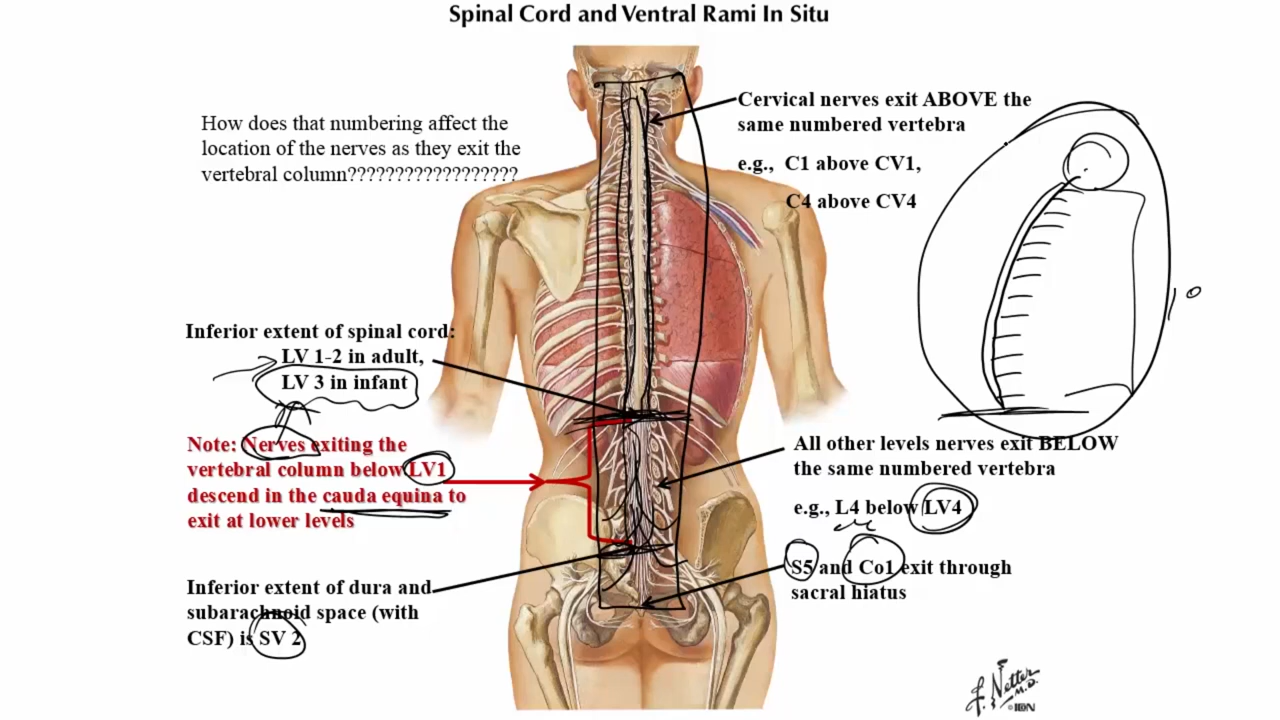 Spinal Cord and Ventral Rami In Situ
How does that numbering affect the
location of the nerves as they exit the
vertebral column??????????????????
Cervical nerves exit ABOVE the
same numbered vertebra
e.g., C1 above CV1,
C4 above CV4
Inferior extent of spinal cord:
LV 1-2 in adult,
LV 3 in infant
Note: Nerves exiting the
vertebral column below LV1
descend in the cauda equina to
exit at lower levels
All other levels nerves exit BELOW
the same numbered vertebra
e.g., L4 below LV4
S5 and Co1 exit through
sacral hiatus
Inferior extent of dura and
subarachnoid space (with
CSF) is SV 2
F. Netter
M.D.